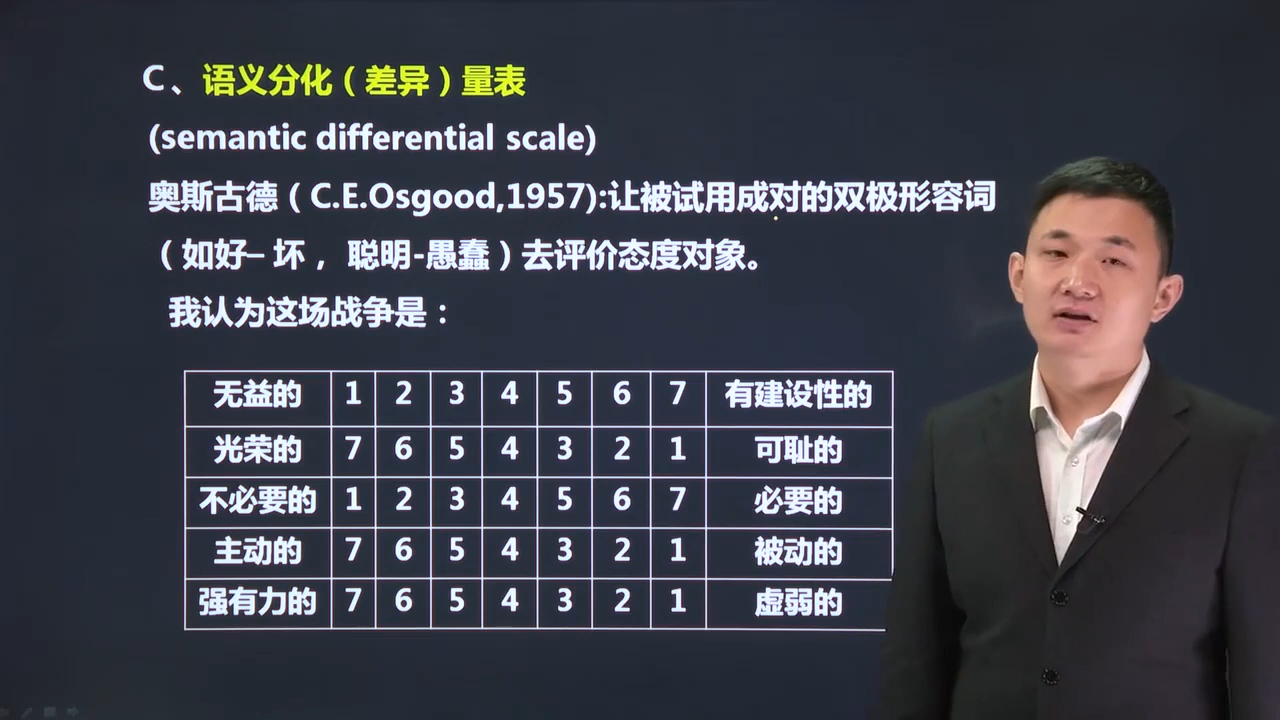 C、语义分化（差异）量表
(semantic differential scale)
奥斯古德（C.E.Osgood,1957):让被试用成对的双极形容词
（如好– 坏， 聪明-愚蠢）去评价态度对象。
我认为这场战争是：
无益的 1 2 3 4 5 6 7 有建设性的
光荣的 7 6 5 4 3 2 1 可耻的
不必要的 1 2 3 4 5 6 7 必要的
主动的 7 6 5 4 3 2 1 被动的
强有力的 7 6 5 4 3 2 1 虚弱的